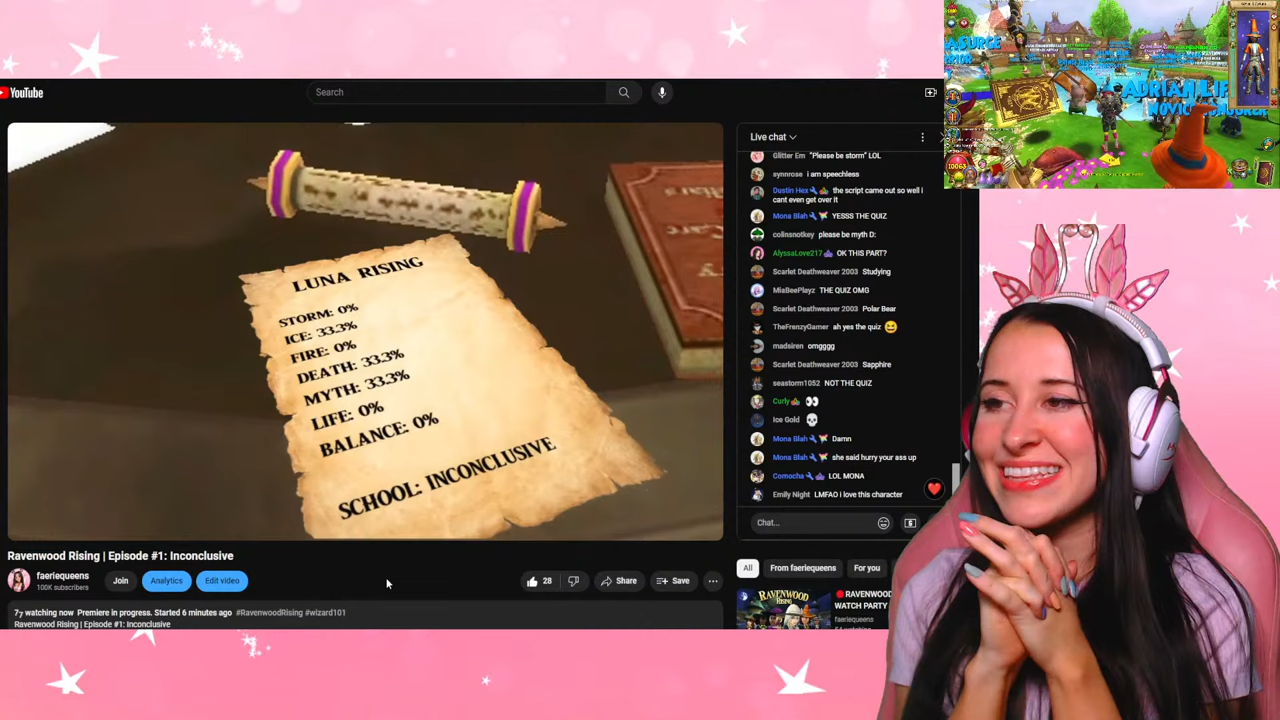 YouTube
Search
LUNA RISING
STORM: 0%
ICE: 33.3%
FIRE: 0%
DEATH: 33.3%
MYTH: 33.3%
LIFE: 0%
BALANCE: 0%
SCHOOL: INCONCLUSIVE
Ravenwood Rising | Episode #1: Inconclusive
faeriequeens
100K subscribers
Join
Analytics
Edit video
28
Share
Save
watching now Premiere in progress. Started 6 minutes ago #RavenwoodRising #wizard101
Ravenwood Rising | Episode #1: Inconclusive
Live chat
Glitter Em "Please be storm" LOL
synnrose i am speechless
Dustin Hex the script came out so well i
cant even get over it
Mona Blah YESSS THE QUIZ
colinsnotkey please be myth D:
AlyssaLove217 OK THIS PART?
Scarlet Deathweaver 2003 Studying
MiaBeePlayz THE QUIZ OMG
Scarlet Deathweaver 2003 Polar Bear
TheFrenzyGamer ah yes the quiz 😆
madsiren omgggg
Scarlet Deathweaver 2003 Sapphire
seastorm1052 NOT THE QUIZ
Curly 👀
Ice Gold 💀
Mona Blah Damn
Mona Blah she said hurry your ass up
Comocha LOL MONA
Emily Night LMFAO i love this character
Chat...
All
From faeriequeens
For you
RAVENWOOD
RISING
RAVENWOOD
WATCH PARTY
faeriequeens
ADRIAN LIF